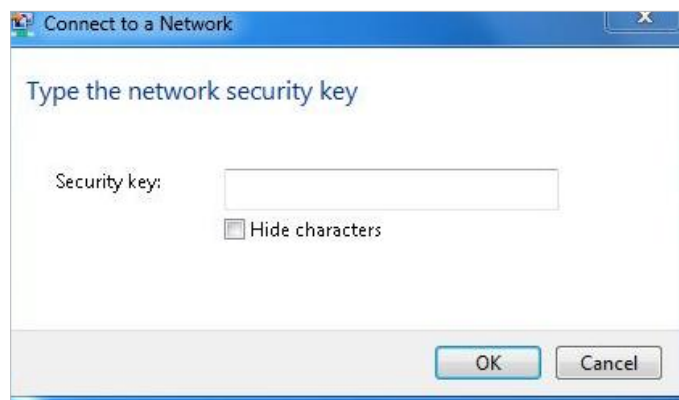 Connect to a Network
x
Type the network security key
Security key:
Hide characters
OK Cancel